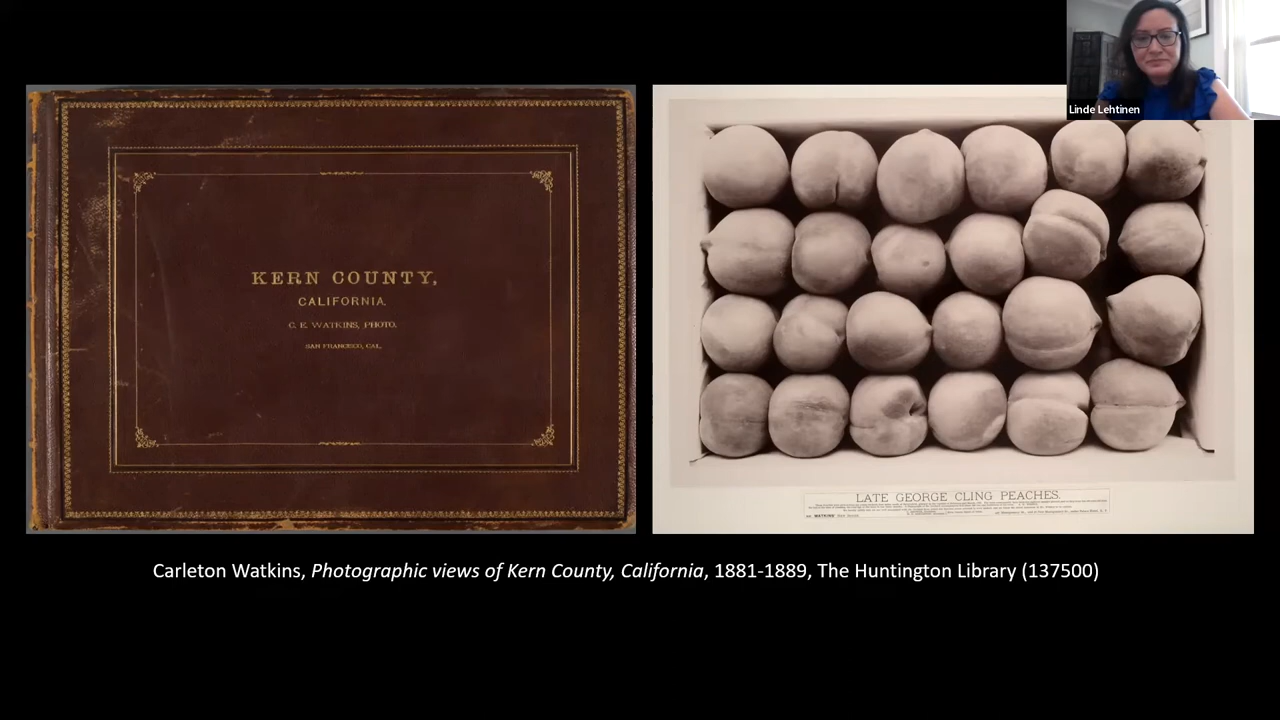 Linde Lehtinen
KERN COUNTY,
CALIFORNIA.
C. E. WATKINS, PHOTO.
SAN FRANCISCO, CAL.
LATE GEORGE CLING PEACHES.
WATKINS
Carleton Watkins, Photographic views of Kern County, California, 1881-1889, The Huntington Library (137500)